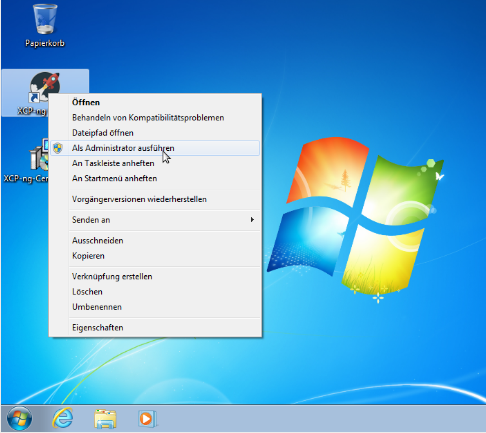 Papierkorb
XCP-ng
XCP-ng-Cen
Öffnen
Behandeln von Kompatibilitätsproblemen
Dateipfad öffnen
Als Administrator ausführen
An Taskleiste anheften
An Startmenü anheften
Vorgängerversionen wiederherstellen
Senden an
Ausschneiden
Kopieren
Verknüpfung erstellen
Löschen
Umbenennen
Eigenschaften